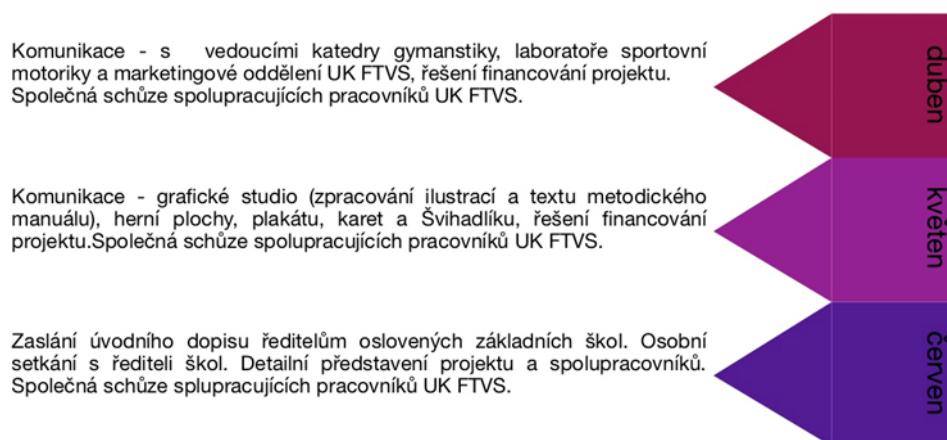 Komunikace - s vedoucími katedry gymanstiky, laboratoře sportovní
motoriky a marketingové oddělení UK FTVS, řešení financování projektu.
Společná schůze spolupracujících pracovníků UK FTVS.
duben
Komunikace - grafické studio (zpracování ilustrací a textu metodického
manuálu), herní plochy, plakátu, karet a Švihadlíku, řešení financování
projektu.Společná schůze spolupracujících pracovníků UK FTVS.
květen
Zaslání úvodního dopisu ředitelům oslovených základních škol. Osobní
setkání s řediteli škol. Detailní představení projektu a spolupracovníků.
Společná schůze splupracujících pracovníků UK FTVS.
červen